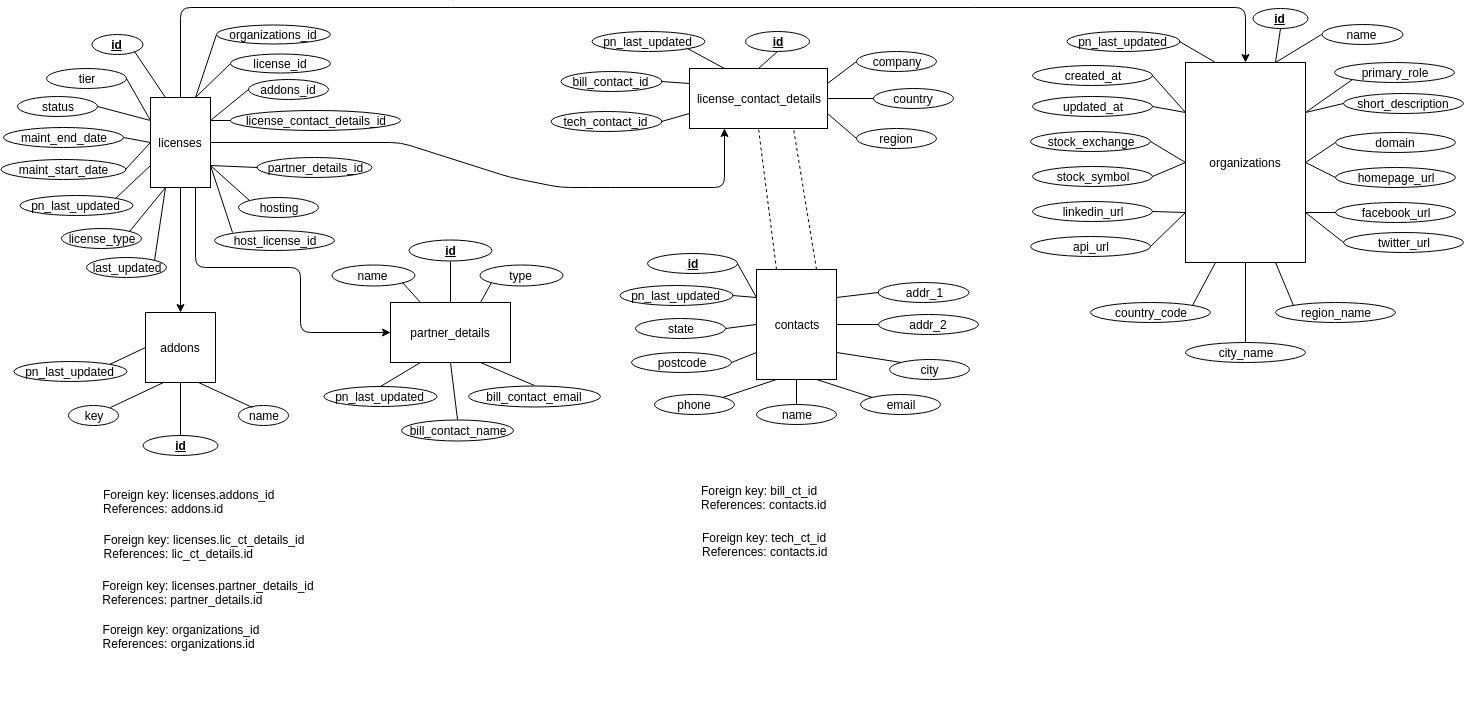 id
organizations_id
tier
license_id
status
addons_id
maint_end_date
license_contact_details_id
licenses
maint_start_date
partner_details_id
pn_last_updated
hosting
license_type
host_license_id
last_updated
addons
pn_last_updated
key
name
id
id
name
type
partner_details
pn_last_updated
bill_contact_email
bill_contact_name
pn_last_updated
id
company
bill_contact_id
license_contact_details
country
tech_contact_id
region
id
pn_last_updated
addr_1
state
contacts
addr_2
postcode
city
phone
name
email
id
pn_last_updated
name
created_at
primary_role
updated_at
short_description
stock_exchange
domain
organizations
stock_symbol
homepage_url
linkedin_url
facebook_url
api_url
twitter_url
country_code
region_name
city_name
Foreign key: licenses.addons_id
References: addons.id
Foreign key: licenses.lic_ct_details_id
References: lic_ct_details.id
Foreign key: licenses.partner_details_id
References: partner_details.id
Foreign key: organizations_id
References: organizations.id
Foreign key: bill_ct_id
References: contacts.id
Foreign key: tech_ct_id
References: contacts.id